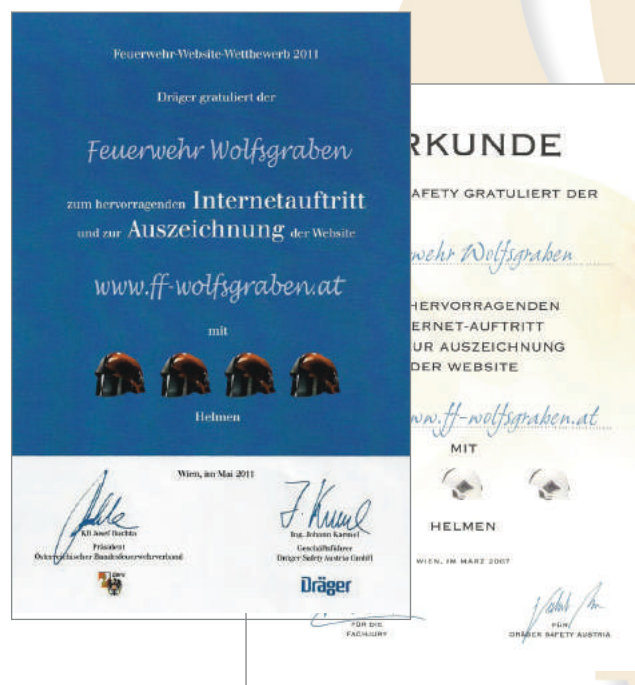 Feuerwehr-Website-Wettbewerb 2011
Dräger gratuliert der
Feuerwehr Wolfsgraben
zum hervorragenden Internetauftritt
und zur Auszeichnung der Website
www.ff-wolfsgraben.at
mit
Helmen
Wien, im Mai 2011
KR Josef Buchta
Präsident
Österreichischer Bundesfeuerwehrverband
Ing. Johann Karmel
Geschäftsführer
Dräger Safety Austria GmbH
Dräger
RKUNDE
AFETY GRATULIERT DER
wehr Wolfsgraben
HERVORRAGENDEN
ERNET-AUFTRITT
UR AUSZEICHNUNG
DER WEBSITE
ww.ff-wolfsgraben.at
MIT
HELMEN
WIEN, IM MÄRZ 2007
FÜR DIE
FACHJURY
FÜR
DRÄGER SAFETY AUSTRIA